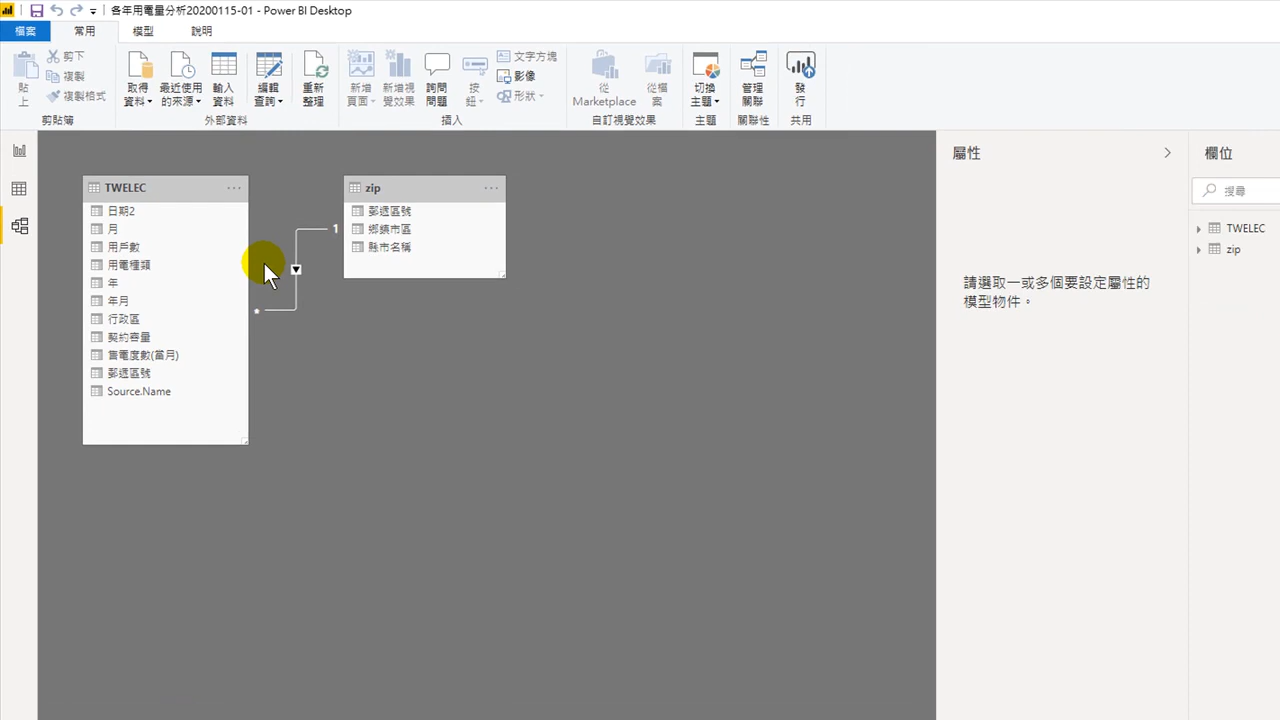 各年用電量分析20200115-01 - Power BI Desktop
檔案 常用 模型 說明
貼上
剪下
複製
複製格式
剪貼簿
取得資料
最近使用的來源
輸入資料
編輯查詢
重新整理
外部資料
新增頁面
新增視覺效果
詢問問題
按鈕
文字方塊
影像
形狀
插入
從 Marketplace
從檔案
自訂視覺效果
切換主題
主題
管理關聯
關聯性
發行
共用
TWELEC
日期2
月
用戶數
用電種類
年
年月
行政區
契約容量
售電度數(當月)
郵遞區號
Source.Name
*
1
zip
郵遞區號
鄉鎮市區
縣市名稱
屬性
請選取一或多個要設定屬性的
模型物件。
欄位
搜尋
TWELEC
zip